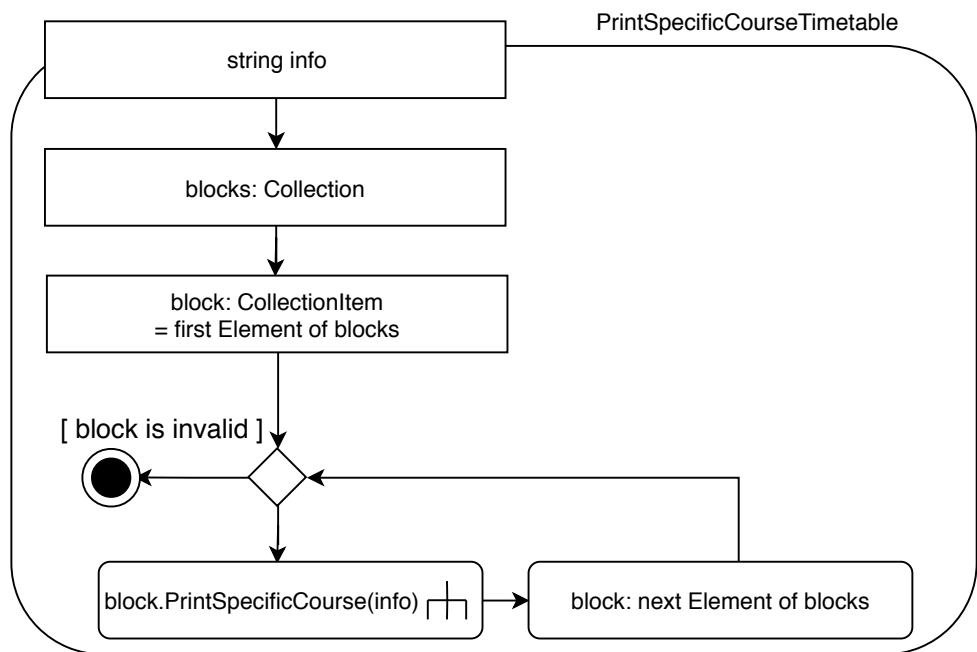 PrintSpecificCourseTimetable
string info
blocks: Collection
block: CollectionItem
= first Element of blocks
[ block is invalid ]
block.PrintSpecificCourse(info)
block: next Element of blocks